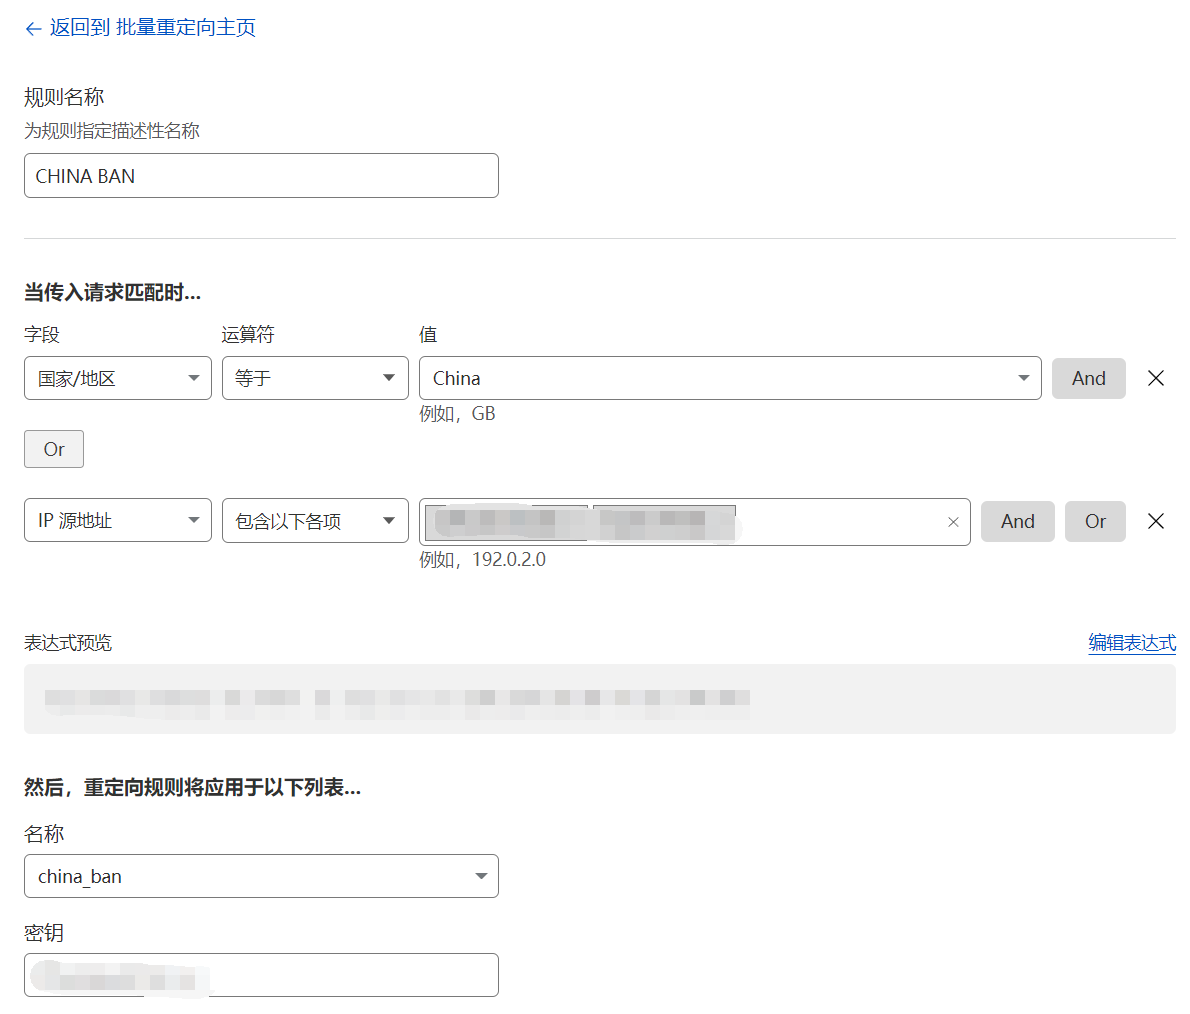 ← 返回到 批量重定向主页
规则名称
为规则指定描述性名称
CHINA BAN
当传入请求匹配时...
字段 运算符 值
国家/地区 等于 China And
例如，GB
Or
IP 源地址 包含以下各项 And Or
例如，192.0.2.0
表达式预览 编辑表达式
然后，重定向规则将应用于以下列表...
名称
china_ban
密钥